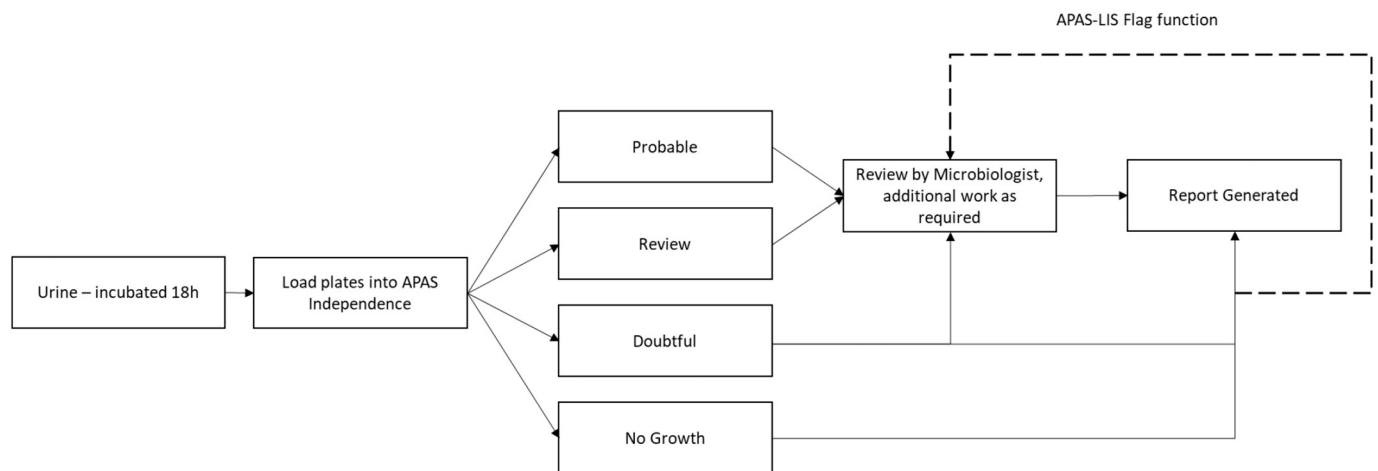 APAS-LIS Flag function
Probable
Review by Microbiologist,
additional work as
required
Report Generated
Review
Urine – incubated 18h
Load plates into APAS
Independence
Doubtful
No Growth